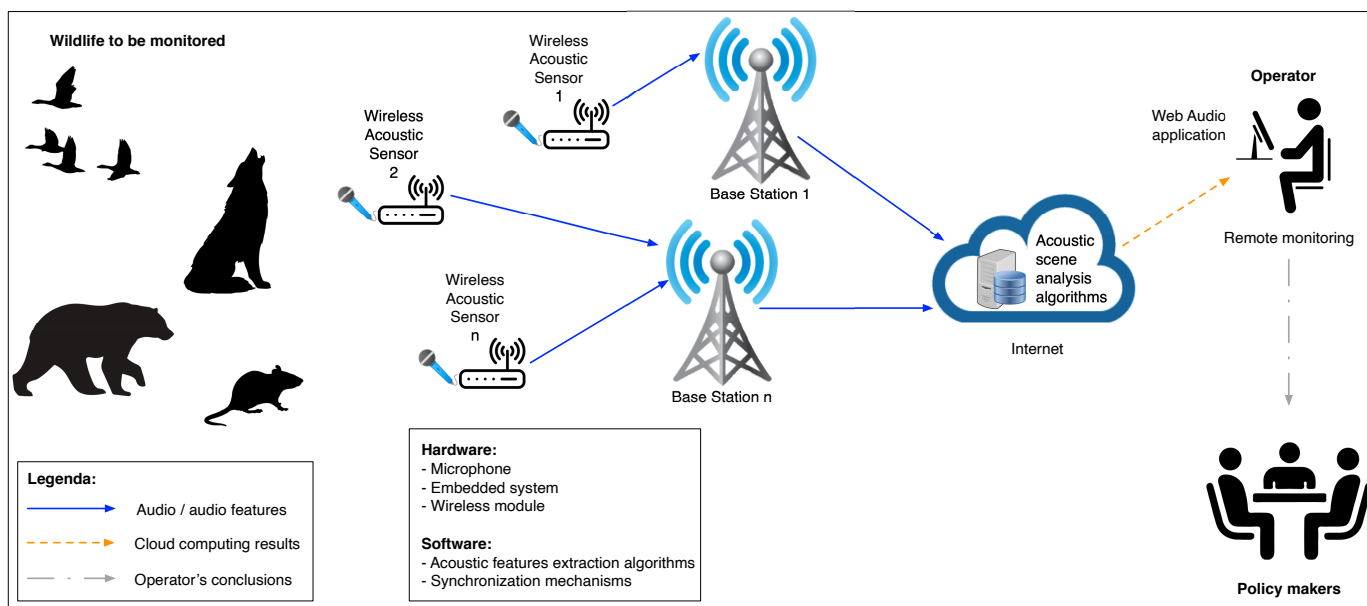 Wildlife to be monitored
Wireless
Acoustic
Sensor
1
Wireless
Acoustic
Sensor
2
Wireless
Acoustic
Sensor
n
Base Station 1
Base Station n
Acoustic
scene
analysis
algorithms
Internet
Operator
Web Audio
application
Remote monitoring
Policy makers
Legenda:
Audio / audio features
Cloud computing results
Operator's conclusions
Hardware:
- Microphone
- Embedded system
- Wireless module
Software:
- Acoustic features extraction algorithms
- Synchronization mechanisms